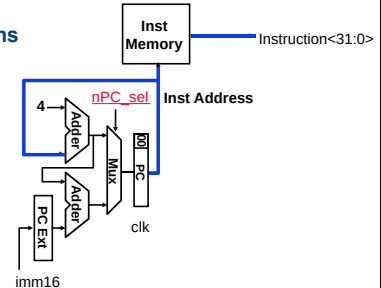 ns
Inst
Memory
Instruction<31:0>
4
nPC_sel
Inst Address
Adder
Mux
00
PC
Adder
PC Ext
clk
imm16